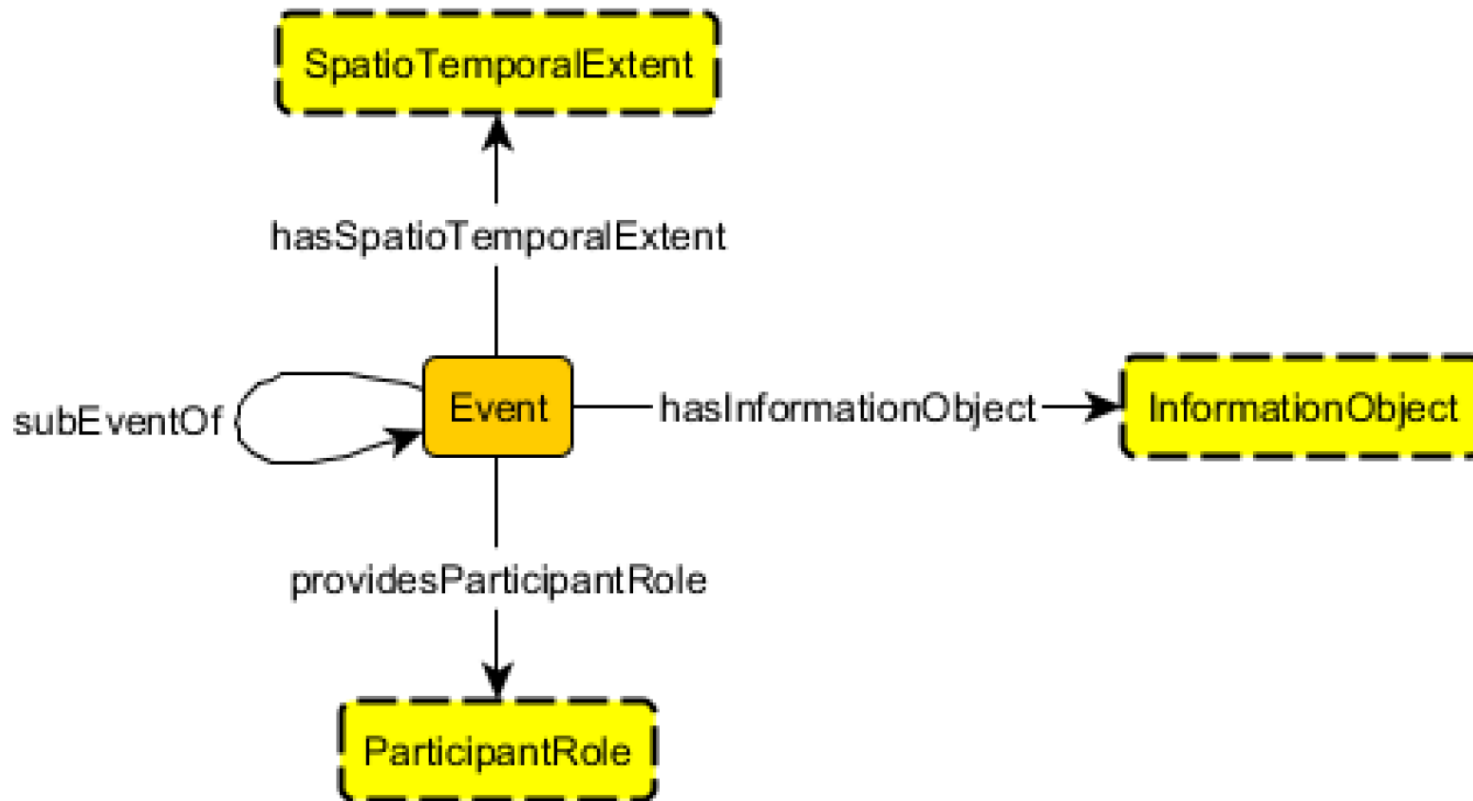 SpatioTemporalExtent
hasSpatioTemporalExtent
subEventOf
Event
hasInformationObject
InformationObject
providesParticipantRole
ParticipantRole